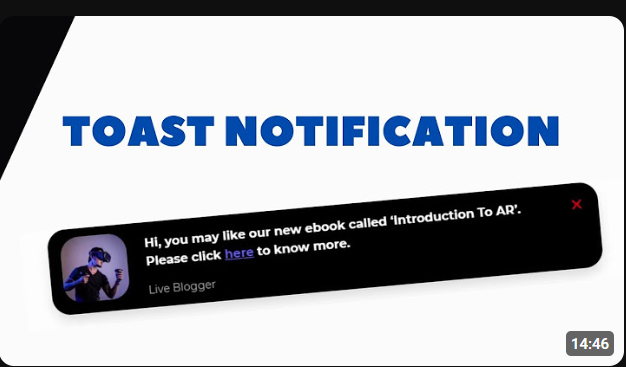 TOAST NOTIFICATION
Hi, you may like our new ebook called ‘Introduction To AR’.
Please click here to know more.
Live Blogger
14:46